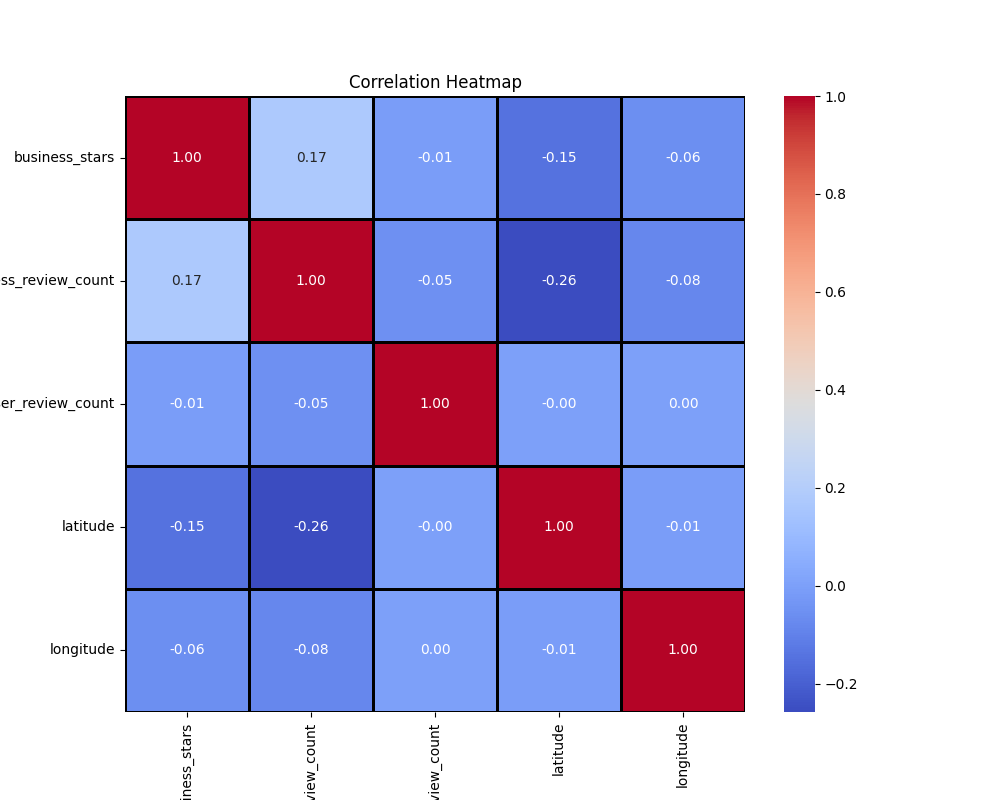 Correlation Heatmap
business_stars 1.00 0.17 -0.01 -0.15 -0.06
ss_review_count 0.17 1.00 -0.05 -0.26 -0.08
er_review_count -0.01 -0.05 1.00 -0.00 0.00
latitude -0.15 -0.26 -0.00 1.00 -0.01
longitude -0.06 -0.08 0.00 -0.01 1.00
iness_stars
view_count
view_count
latitude
longitude
1.0
0.8
0.6
0.4
0.2
0.0
−0.2